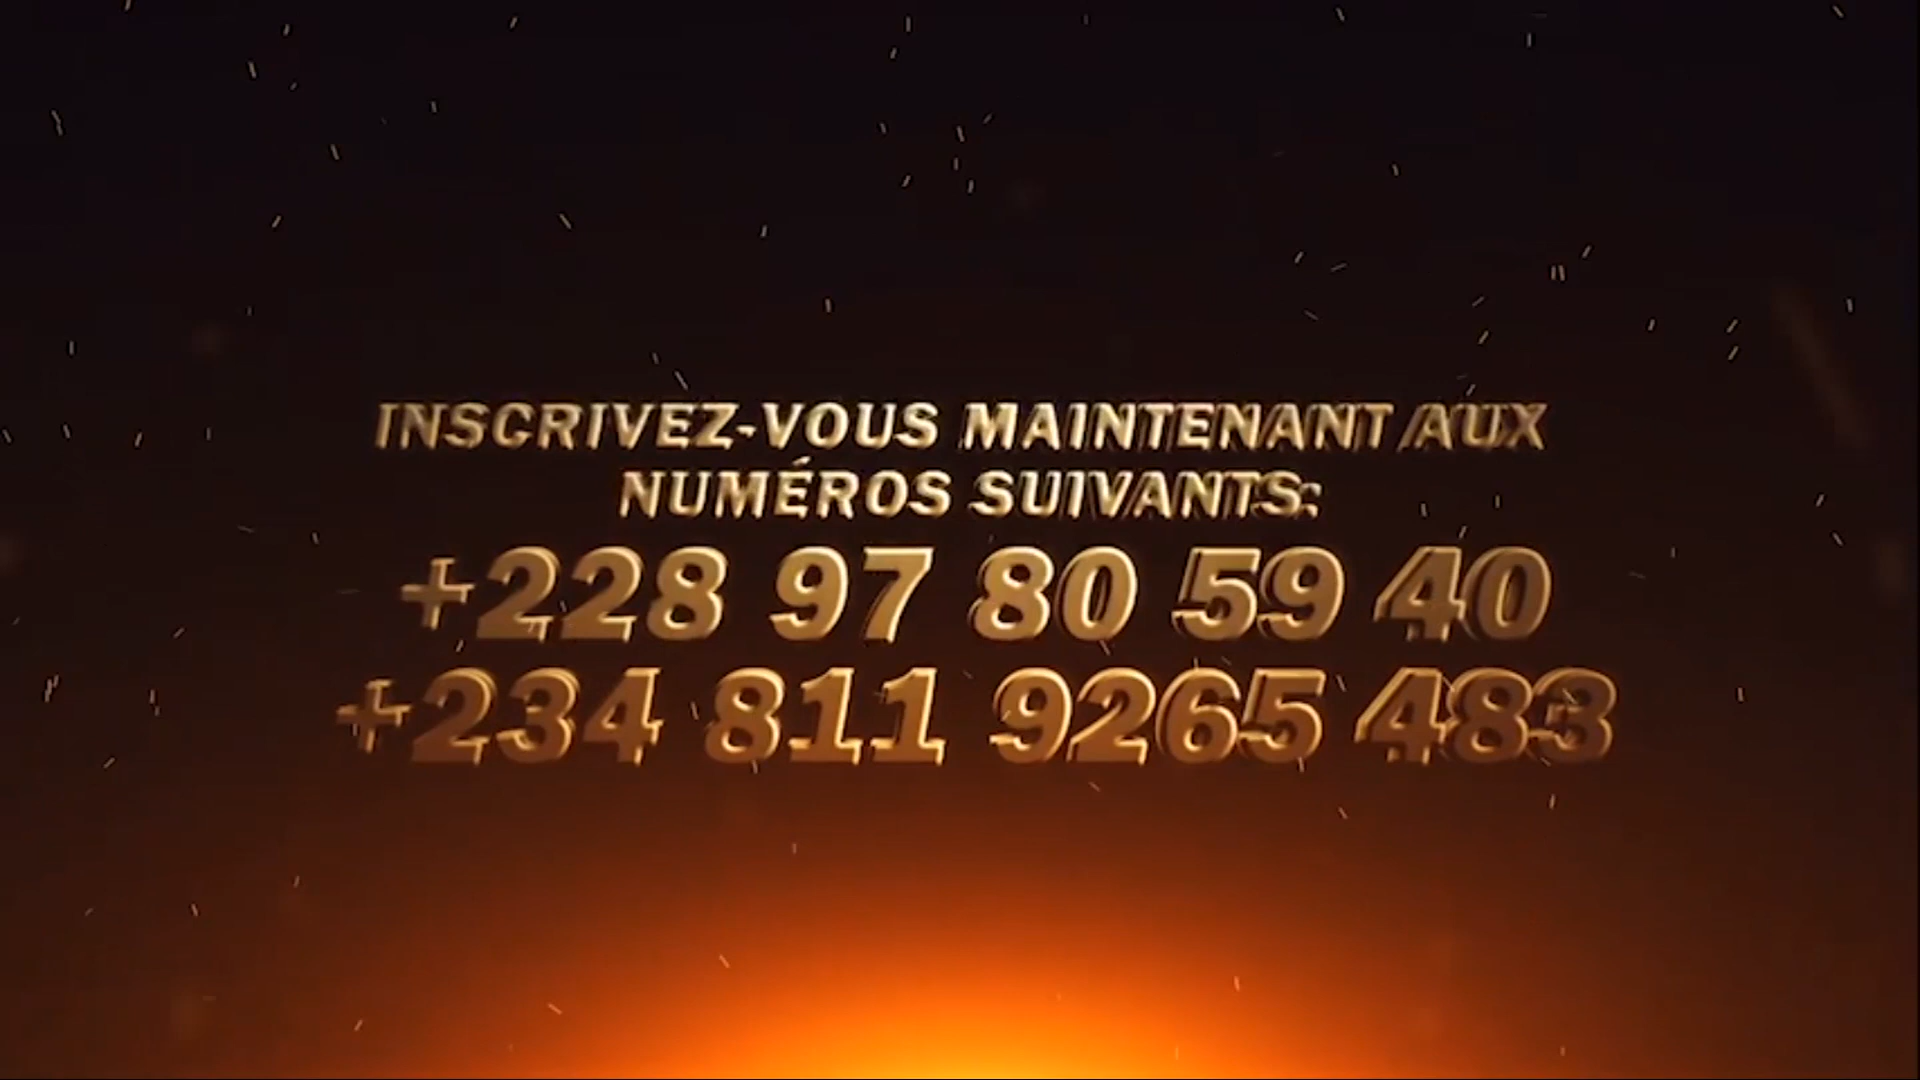 INSCRIVEZ-VOUS MAINTENANT AUX
NUMÉROS SUIVANTS:
+228 97 80 59 40
+234 811 9265 483